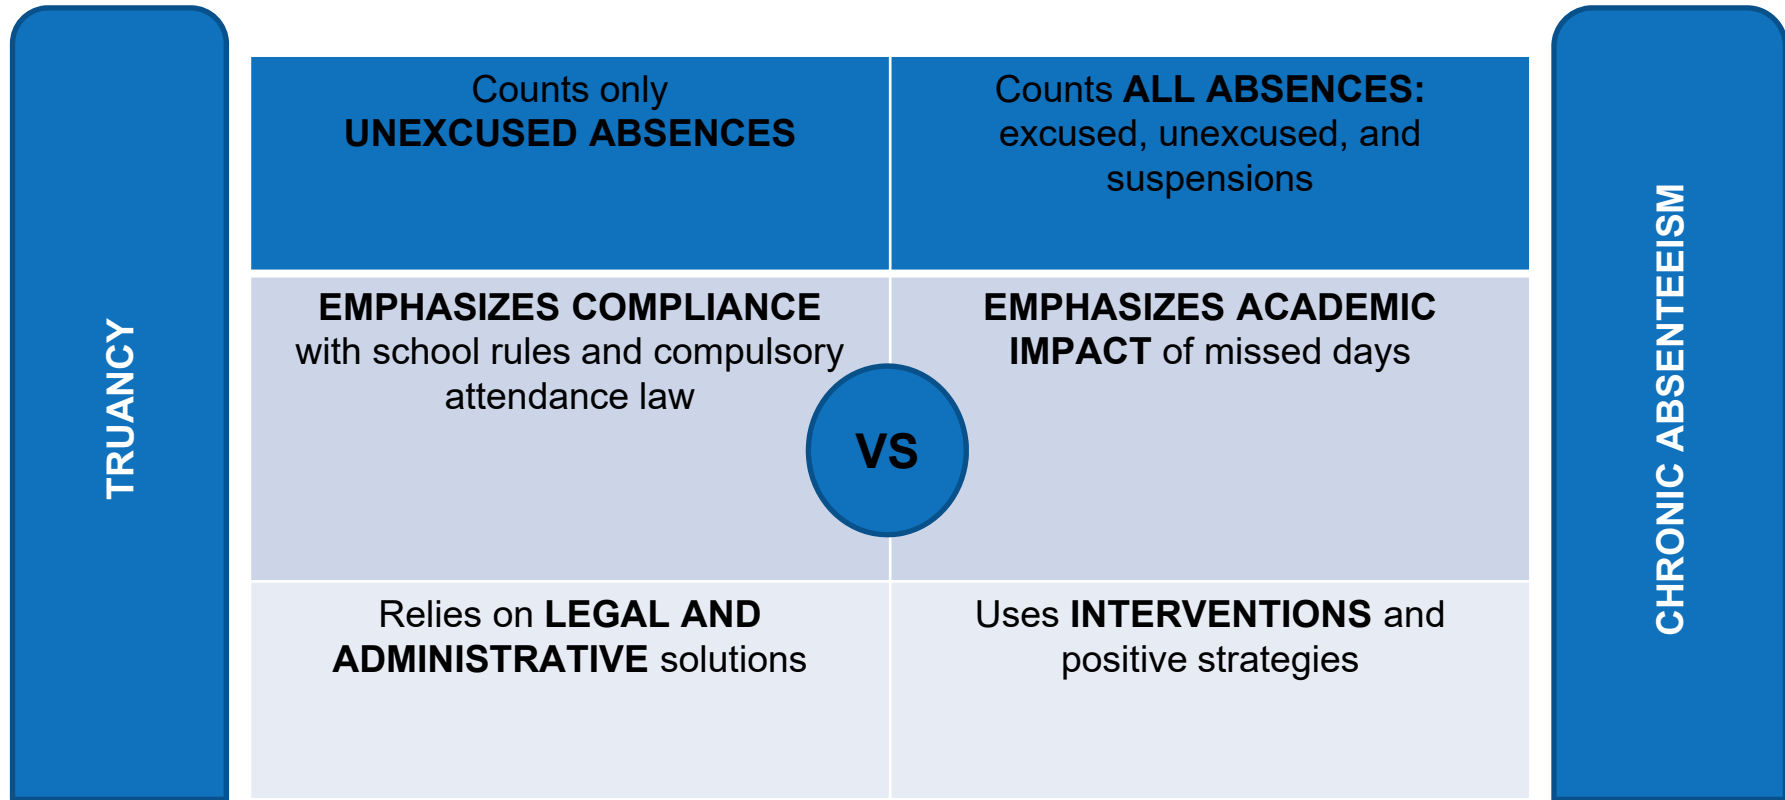 TRUANCY
Counts only
UNEXCUSED ABSENCES
Counts ALL ABSENCES:
excused, unexcused, and
suspensions
EMPHASIZES COMPLIANCE
with school rules and compulsory
attendance law
EMPHASIZES ACADEMIC
IMPACT of missed days
VS
Relies on LEGAL AND
ADMINISTRATIVE solutions
Uses INTERVENTIONS and
positive strategies
CHRONIC ABSENTEEISM